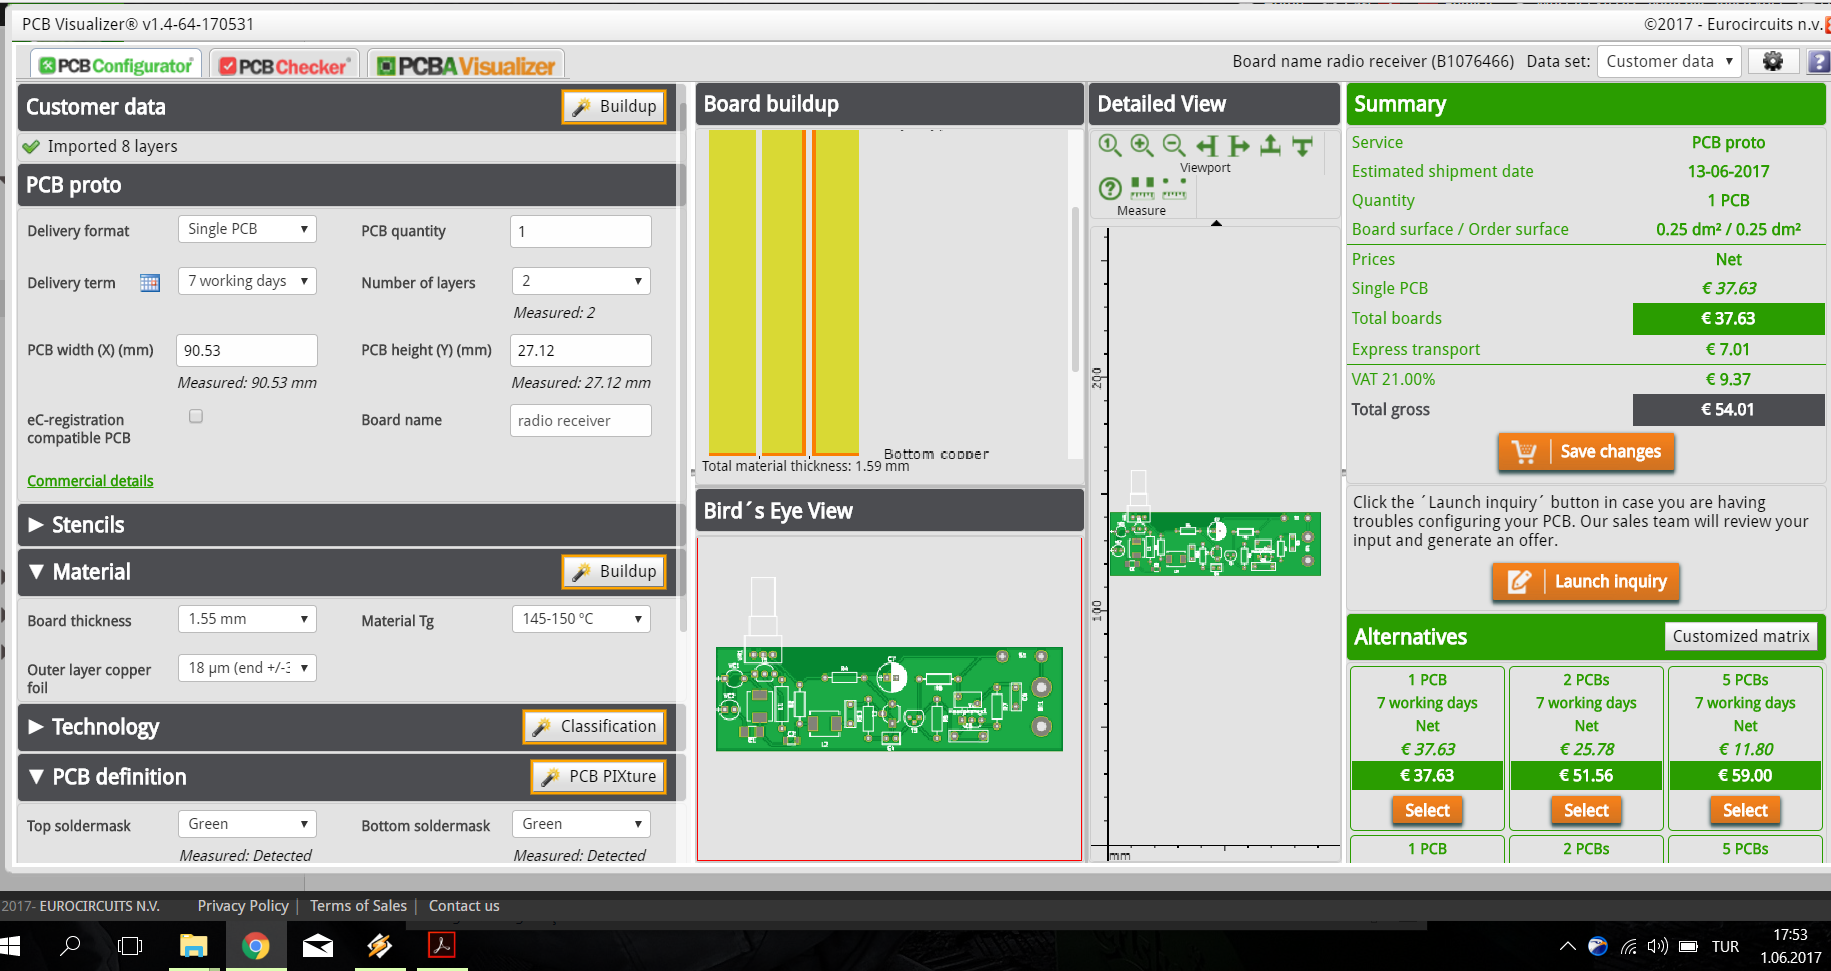 PCB Visualizer® v1.4-64-170531
©2017 - Eurocircuits n.v.
PCB Configurator®
PCB Checker®
PCBA Visualizer
Board name radio receiver (B1076466) Data set: Customer data
Customer data
Buildup
Imported 8 layers
PCB proto
Delivery format
Single PCB
PCB quantity
1
Delivery term
7 working days
Number of layers
2
Measured: 2
PCB width (X) (mm)
90.53
PCB height (Y) (mm)
27.12
Measured: 90.53 mm
Measured: 27.12 mm
eC-registration
compatible PCB
Board name
radio receiver
Commercial details
Stencils
Material
Buildup
Board thickness
1.55 mm
Material Tg
145-150 °C
Outer layer copper
foil
18 µm (end +/-3
Technology
Classification
PCB definition
PCB PIXture
Top soldermask
Green
Bottom soldermask
Green
Measured: Detected
Measured: Detected
Board buildup
Bottom copper
Total material thickness: 1.59 mm
Bird´s Eye View
Detailed View
Viewport
Measure
200
100
mm
Summary
Service PCB proto
Estimated shipment date 13-06-2017
Quantity 1 PCB
Board surface / Order surface 0.25 dm² / 0.25 dm²
Prices Net
Single PCB € 37.63
Total boards € 37.63
Express transport € 7.01
VAT 21.00% € 9.37
Total gross € 54.01
Save changes
Click the ´Launch inquiry´ button in case you are having
troubles configuring your PCB. Our sales team will review your
input and generate an offer.
Launch inquiry
Alternatives
Customized matrix
1 PCB 2 PCBs 5 PCBs
7 working days 7 working days 7 working days
Net Net Net
€ 37.63 € 25.78 € 11.80
€ 37.63 € 51.56 € 59.00
Select Select Select
1 PCB 2 PCBs 5 PCBs
2017- EUROCIRCUITS N.V. Privacy Policy | Terms of Sales | Contact us
TUR
17:53
1.06.2017